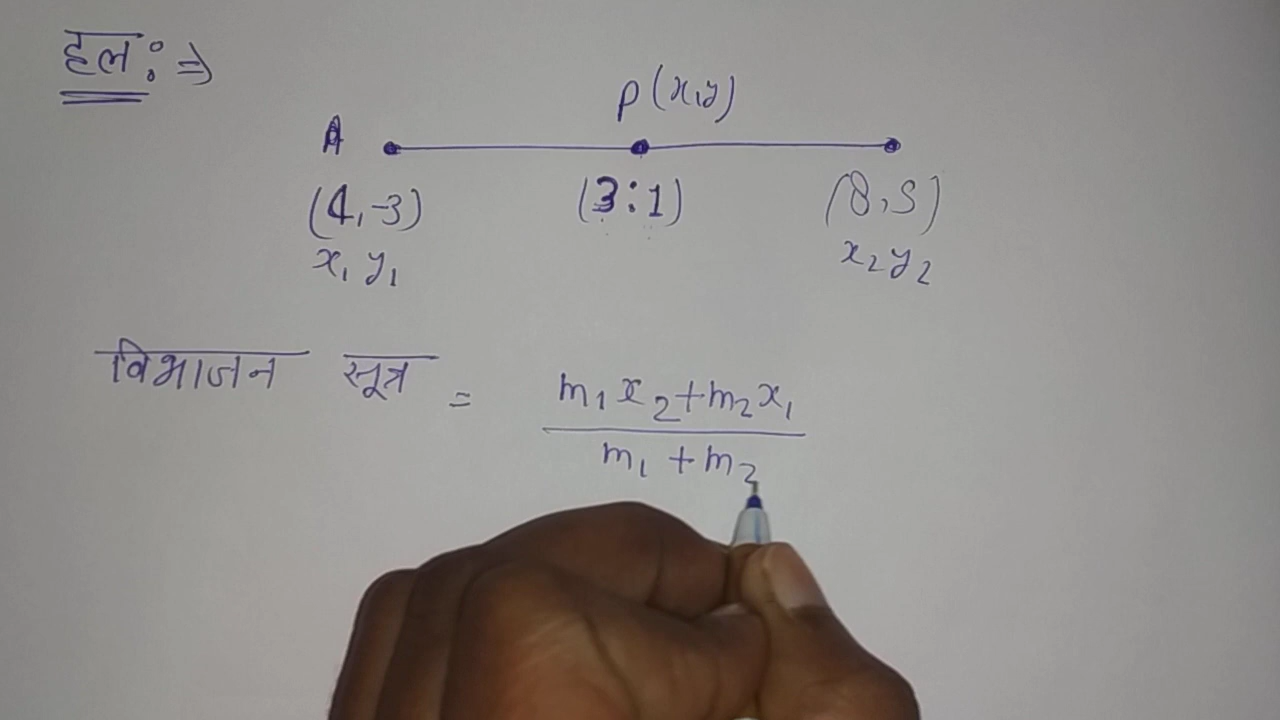 हल:⇒
P(x,y)
A
(4,-3) (3:1) (8,5)
x₁ y₁ x₂ y₂
विभाजन सूत्र = m₁x₂+m₂x₁
m₁+m₂